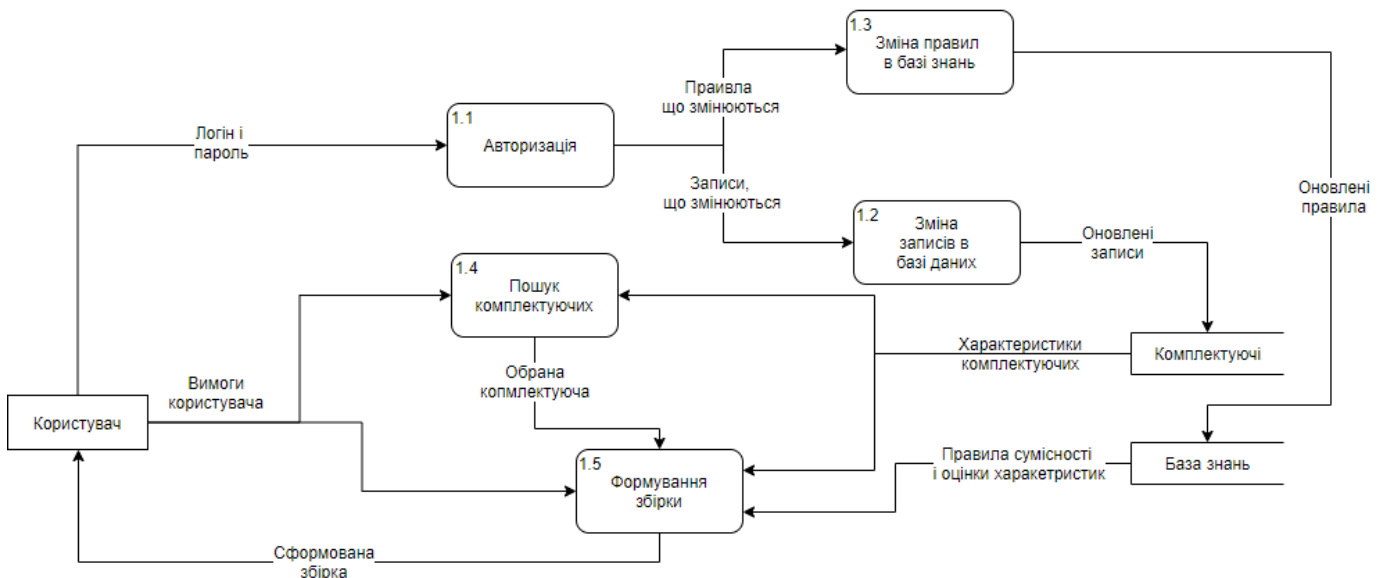 1.3
Зміна правил
в базі знань
Праивла
що змінюються
1.1
Авторизація
Логін і
пароль
Записи,
що змінюються
Оновлені
правила
1.2
Зміна
записів в
базі даних
Оновлені
записи
1.4
Пошук
комплектуючих
Характеристики
комплектуючих
Комплектуючі
Обрана
копмлектуюча
Вимоги
користувача
Користувач
1.5
Формування
збірки
Правила сумісності
і оцінки характристик
База знань
Сформована
збірка